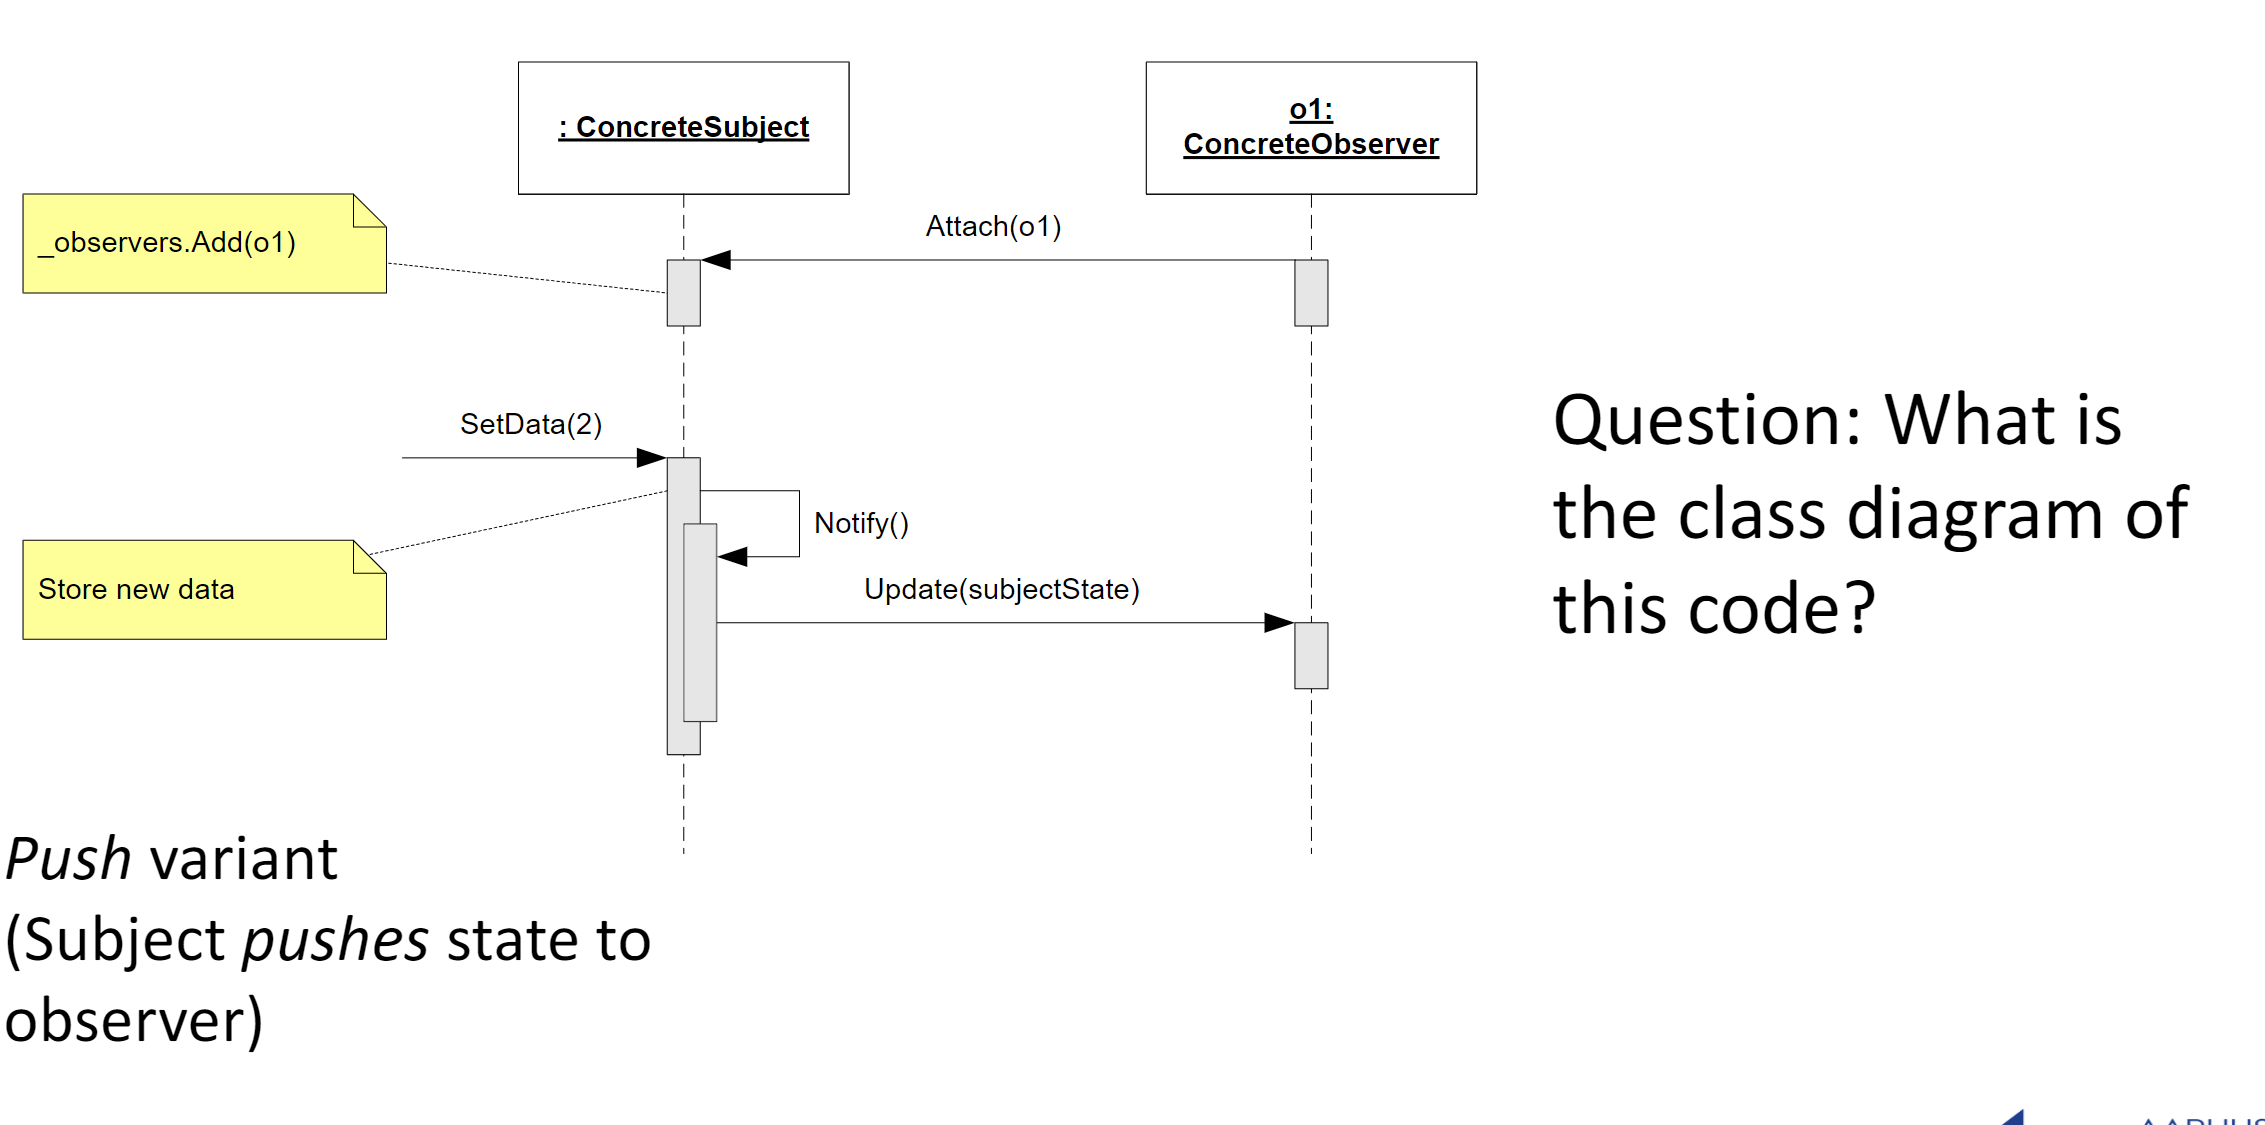 : ConcreteSubject
o1:
ConcreteObserver
_observers.Add(o1)
Attach(o1)
SetData(2)
Notify()
Store new data
Update(subjectState)
Question: What is
the class diagram of
this code?
Push variant
(Subject pushes state to
observer)